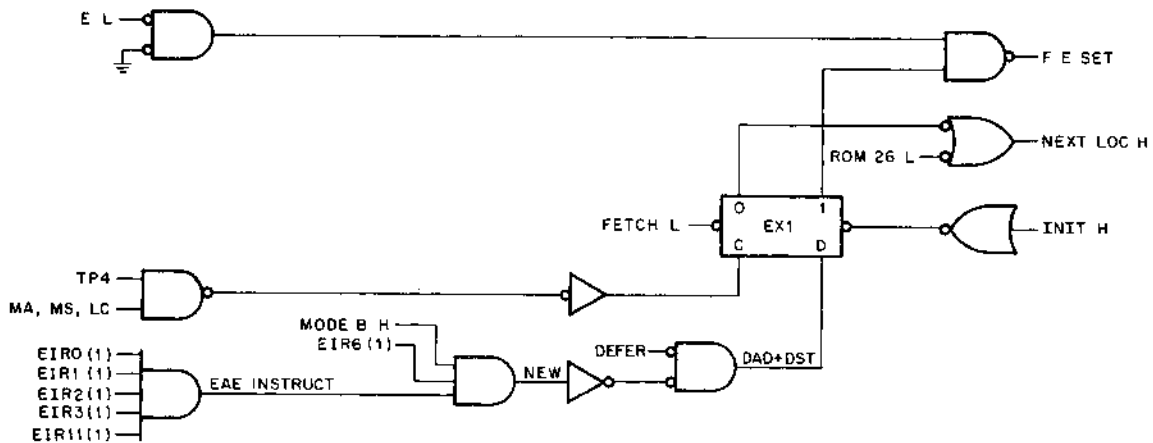 E L
F E SET
NEXT LOC H
ROM 26 L
0 1
FETCH L
EX1
INIT H
C D
TP4
MA, MS, LC
MODE B H
EIR6(1)
DEFER
DAD+DST
EIR0(1)
EIR1(1)
EAE INSTRUCT
NEW
EIR2(1)
EIR3(1)
EIR11(1)